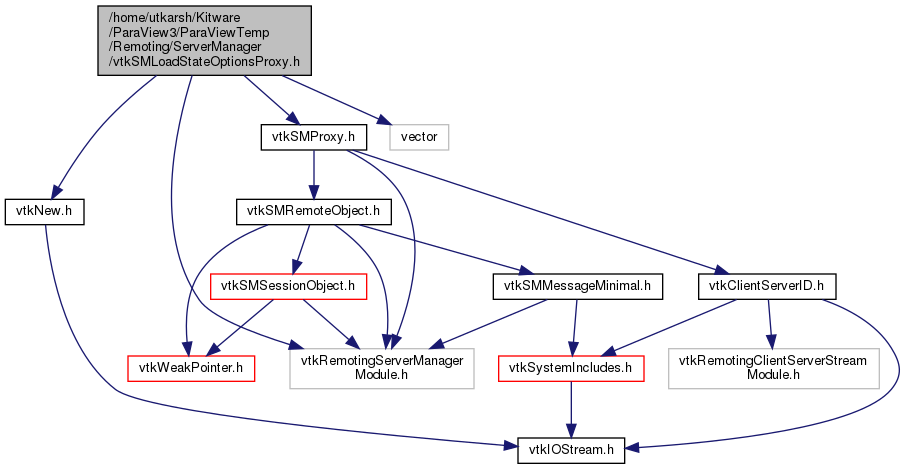 /home/utkarsh/Kitware
/ParaView3/ParaViewTemp
/Remoting/ServerManager
/vtkSMLoadStateOptionsProxy.h
vtkSMProxy.h
vector
vtkNew.h
vtkSMRemoteObject.h
vtkSMSessionObject.h
vtkSMMessageMinimal.h
vtkClientServerID.h
vtkWeakPointer.h
vtkRemotingServerManager
Module.h
vtkSystemIncludes.h
vtkRemotingClientServerStream
Module.h
vtkIOStream.h